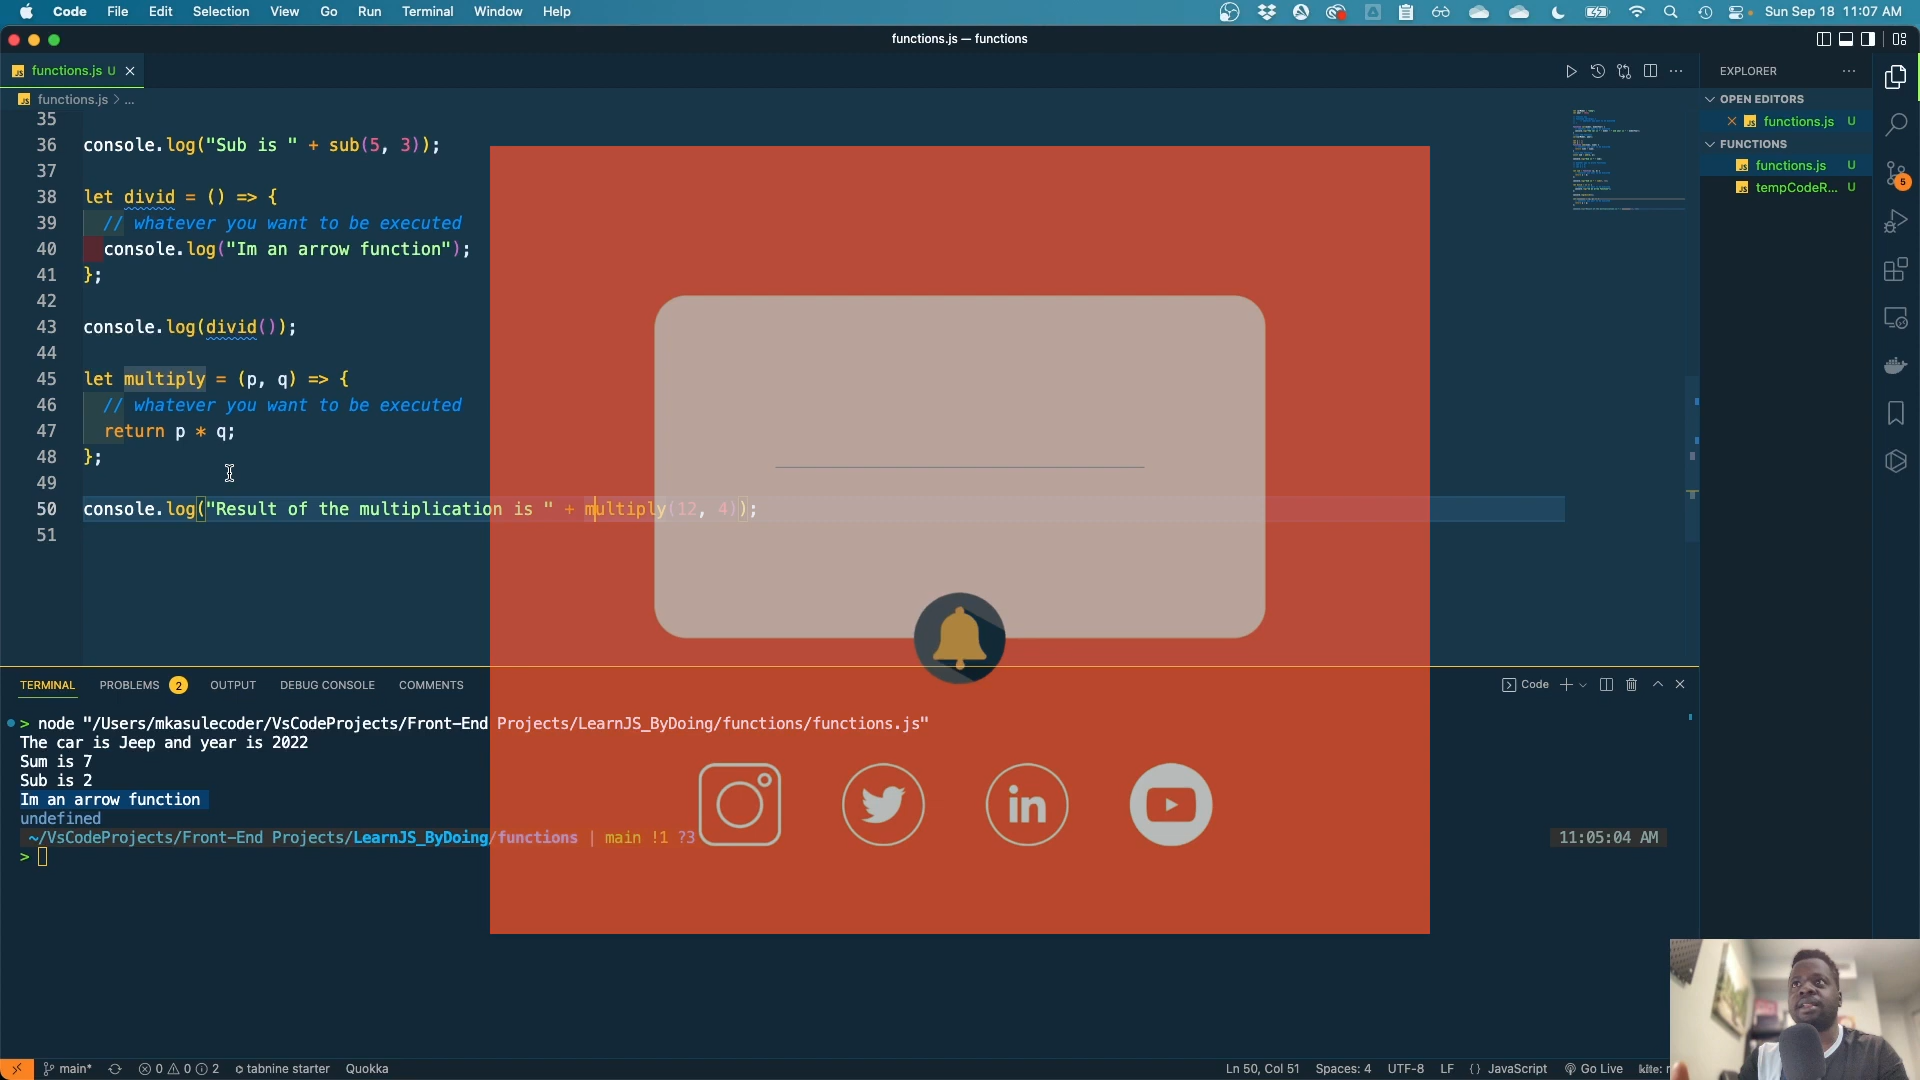 Code File Edit Selection View Go Run Terminal Window Help
Sun Sep 18 11:07 AM
functions.js — functions
functions.js U
functions.js > ...
EXPLORER
OPEN EDITORS
functions.js U
FUNCTIONS
functions.js U
tempCodeR... U
5
35
36 console.log("Sub is " + sub(5, 3));
37
38 let divid = () => {
39 // whatever you want to be executed
40 console.log("Im an arrow function");
41 };
42
43 console.log(divid());
44
45 let multiply = (p, q) => {
46 // whatever you want to be executed
47 return p * q;
48 };
49
50 console.log("Result of the multiplication is " + multiply(12, 4));
51
TERMINAL PROBLEMS 2 OUTPUT DEBUG CONSOLE COMMENTS
Code
> node "/Users/mkasulecoder/VsCodeProjects/Front-End Projects/LearnJS_ByDoing/functions/functions.js"
The car is Jeep and year is 2022
Sum is 7
Sub is 2
Im an arrow function
undefined
~/VsCodeProjects/Front-End Projects/LearnJS_ByDoing/functions | main !1 ?3
11:05:04 AM
>
in
main* 0 0 2 tabnine starter Quokka
Ln 50, Col 51 Spaces: 4 UTF-8 LF {} JavaScript Go Live kite: